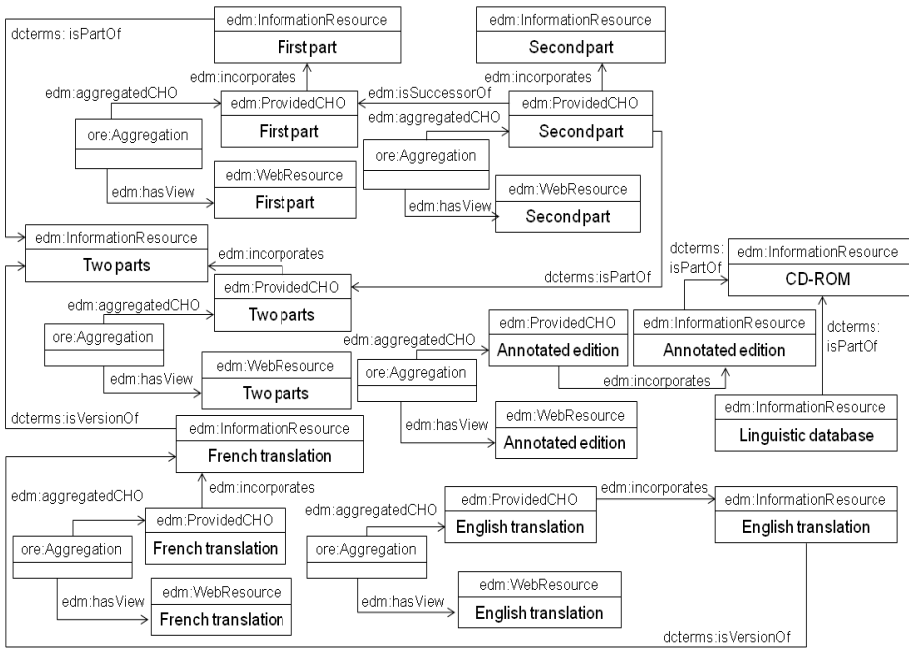 edm:InformationResource
First part
edm:InformationResource
Second part
dcterms: isPartOf
edm:incorporates
edm:incorporates
edm:aggregatedCHO
edm:ProvidedCHO
First part
edm:isSuccessorOf
edm:ProvidedCHO
Second part
edm:aggregatedCHO
ore:Aggregation
ore:Aggregation
edm:hasView
edm:WebResource
First part
edm:hasView
edm:WebResource
Second part
edm:InformationResource
Two parts
edm:incorporates
edm:ProvidedCHO
Two parts
dcterms:isPartOf
dcterms:
isPartOf
edm:InformationResource
CD-ROM
edm:aggregatedCHO
ore:Aggregation
edm:hasView
edm:WebResource
Two parts
edm:aggregatedCHO
ore:Aggregation
edm:ProvidedCHO
Annotated edition
edm:InformationResource
Annotated edition
dcterms:
isPartOf
edm:incorporates
edm:hasView
edm:WebResource
Annotated edition
edm:InformationResource
Linguistic database
dcterms:isVersionOf
edm:InformationResource
French translation
edm:incorporates
edm:aggregatedCHO
edm:ProvidedCHO
French translation
ore:Aggregation
edm:hasView
edm:WebResource
French translation
edm:aggregatedCHO
edm:ProvidedCHO
English translation
edm:incorporates
edm:InformationResource
English translation
ore:Aggregation
edm:hasView
edm:WebResource
English translation
dcterms:isVersionOf